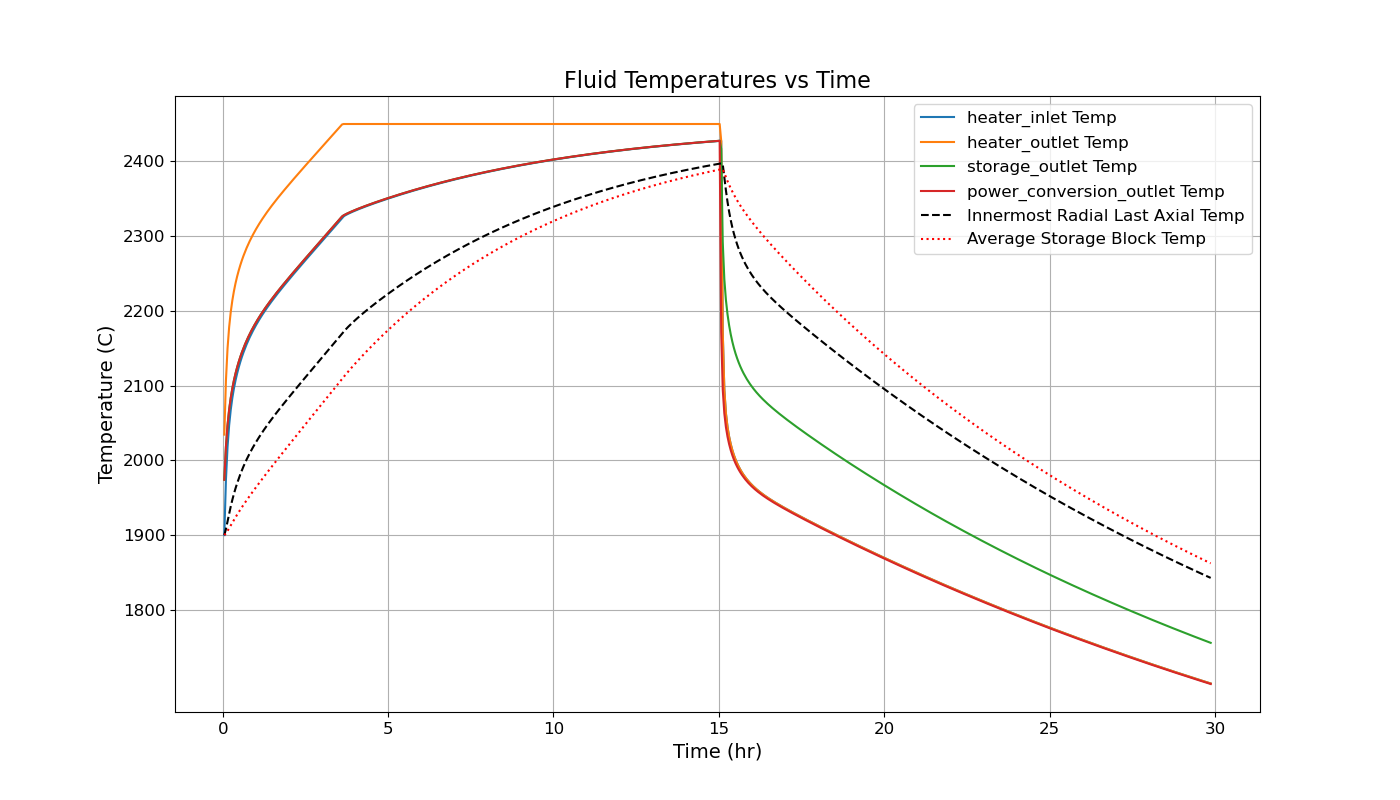 Fluid Temperatures vs Time
heater_inlet Temp
heater_outlet Temp
storage_outlet Temp
power_conversion_outlet Temp
Innermost Radial Last Axial Temp
Average Storage Block Temp
Temperature (C)
2400
2300
2200
2100
2000
1900
1800
0 5 10 15 20 25 30
Time (hr)